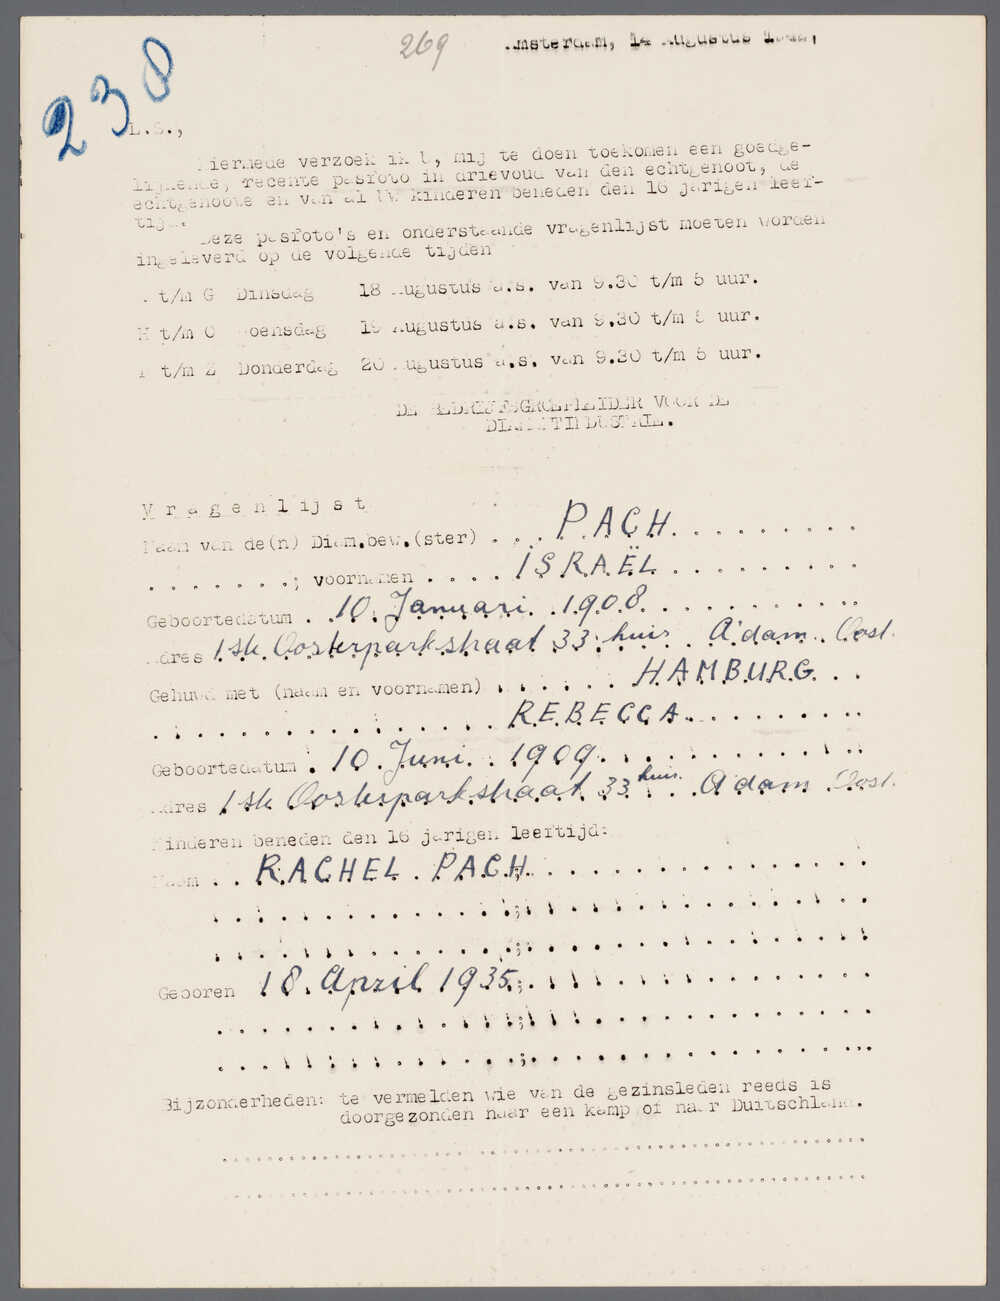 269
Amsterdam, 14 Augustus
238
L.S.,
Hiermede verzoek ik U, mij te doen toekomen een goedge-
lijkende, recente pasfoto in drievoud van den echtgenoot, de
echtgenoote en van al Uw kinderen beneden den 16 jarigen leef-
tijd.
Deze pasfoto's en onderstaande vragenlijst moeten worden
ingeleverd op de volgende tijden
A t/m G Dinsdag 18 Augustus a.s. van 9.30 t/m 5 uur.
H t/m O Woensdag 19 Augustus a.s. van 9.30 t/m 5 uur.
P t/m Z Donderdag 20 Augustus a.s. van 9.30 t/m 5 uur.
DE BEDRIJFSGROEPLEIDER VOOR DE
DIAMANTINDUSTRIE.
Vragenlijst
Naam van de(n) Diam.bew.(ster) . . . PACH . . . . . . . . .
. . . . . . .; voornamen . . . . ISRAËL . . . . . . . . .
Geboortedatum . . 10 Januari 1908 . . . . . . . . .
Adres 1ste Oosterparkstraat 33 huis A'dam Oost.
Gehuwd met (naam en voornamen) . . . . . . HAMBURG . . .
. . . . . . . . . . . . . . . . REBECCA . . . . . . . . .
Geboortedatum . 10 Juni 1909 . . . . . . . . . . . .
Adres 1ste Oosterparkstraat 33 huis A'dam Oost.
Kinderen beneden den 16 jarigen leeftijd:
Naam . . RACHEL PACH; . . . . . . . . . . . . . . .
. . . . . . . . . . . . . .; . . . . . . . . . . . . . . .
. . . . . . . . . . . . . .; . . . . . . . . . . . . . . .
Geboren 18 April 1935; . . . . . . . . . . . . . . .
. . . . . . . . . . . . . .; . . . . . . . . . . . . . . .
. . . . . . . . . . . . . .; . . . . . . . . . . . . . . .
Bijzonderheden: te vermelden wie van de gezinsleden reeds is
doorgezonden naar een kamp of naar Duitschland.
. . . . . . . . . . . . . . . . . . . . . . . . . . . . . .
. . . . . . . . . . . . . . . . . . . . . . . . . . . . . .